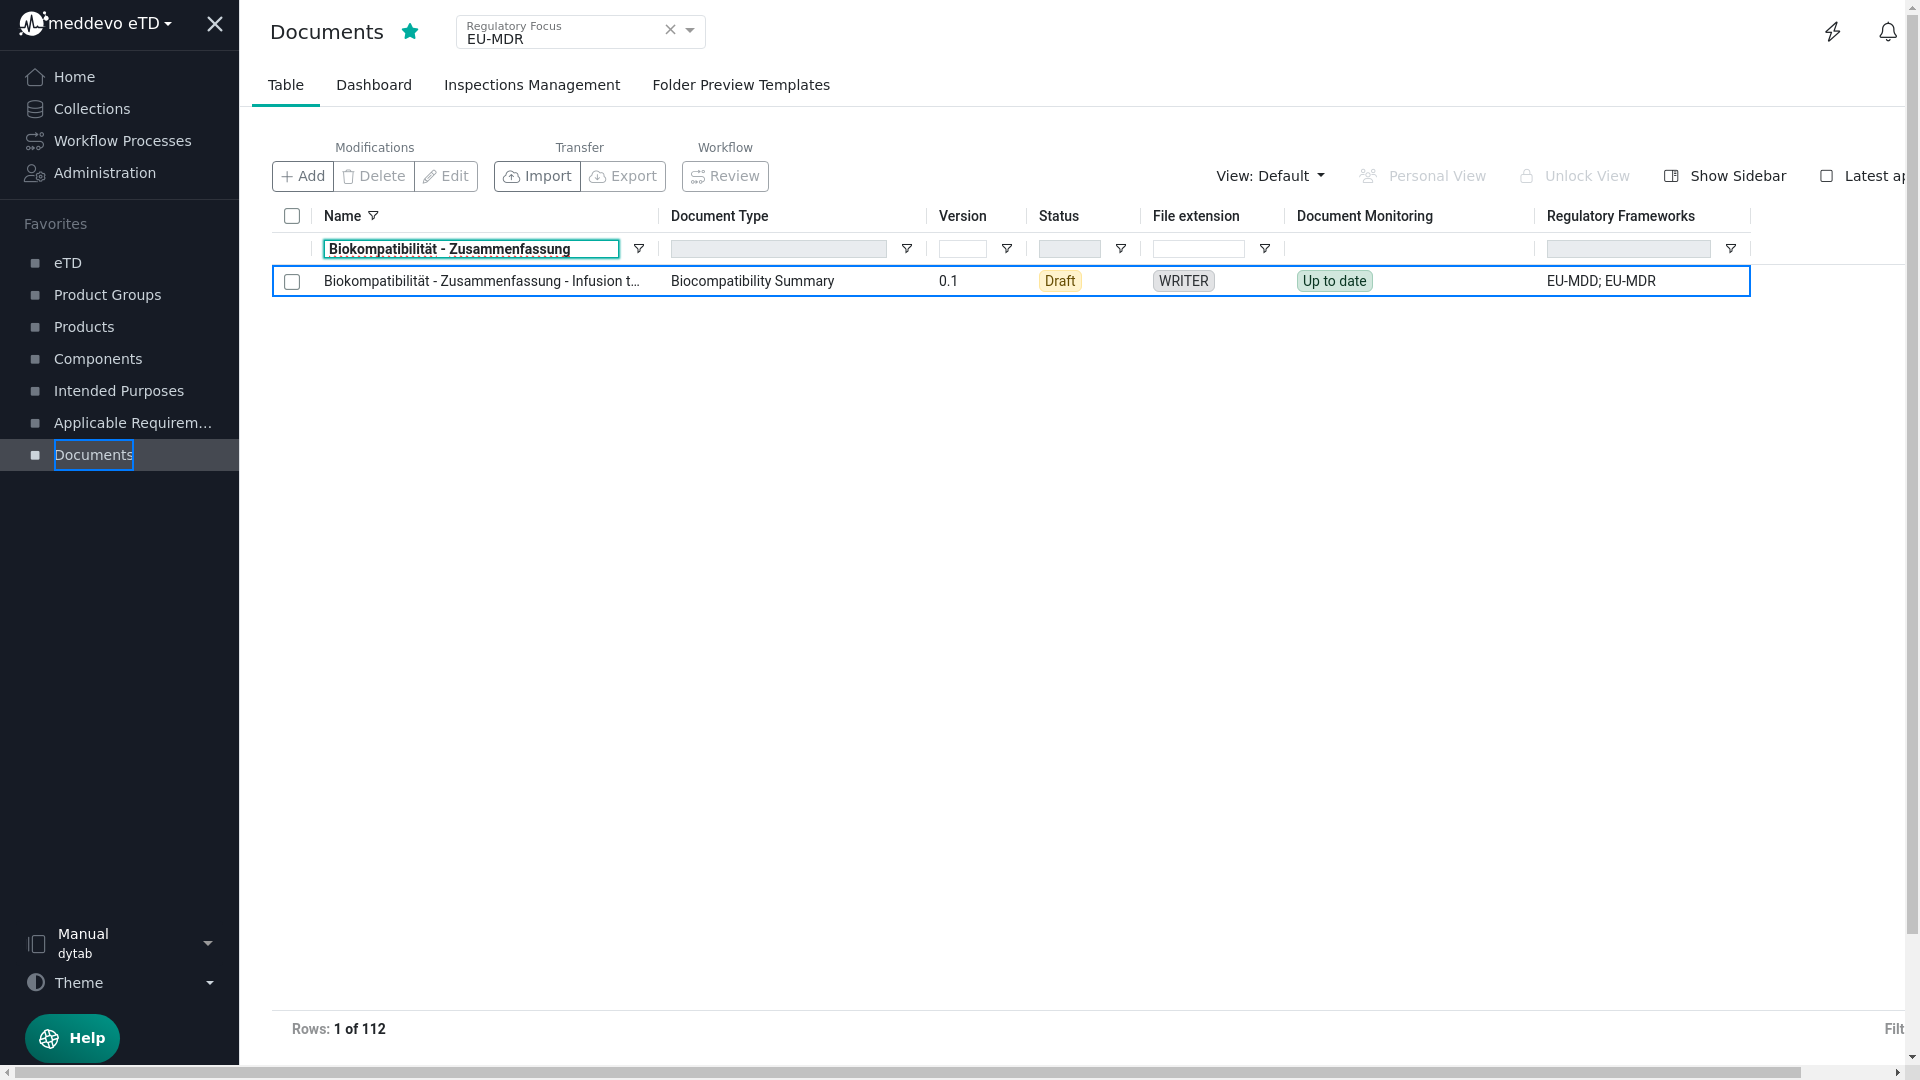 meddevo eTD
Home
Collections
Workflow Processes
Administration
Favorites
eTD
Product Groups
Products
Components
Intended Purposes
Applicable Requirem...
Documents
Manual
dytab
Theme
Help
Documents
Regulatory Focus
EU-MDR
Table
Dashboard
Inspections Management
Folder Preview Templates
Modifications
Transfer
Workflow
Add
Delete
Edit
Import
Export
Review
View: Default
Personal View
Unlock View
Show Sidebar
Latest ap
Name
Document Type
Version
Status
File extension
Document Monitoring
Regulatory Frameworks
Biokompatibilität - Zusammenfassung
Biokompatibilität - Zusammenfassung - Infusion t...
Biocompatibility Summary
0.1
Draft
WRITER
Up to date
EU-MDD; EU-MDR
Rows: 1 of 112
Filt